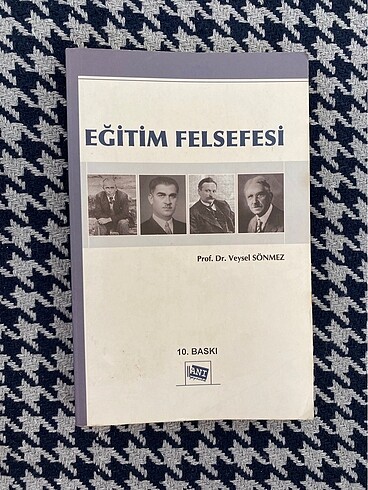 EĞİTİM FELSEFESİ
Prof. Dr. Veysel SÖNMEZ
10. BASKI
ANI